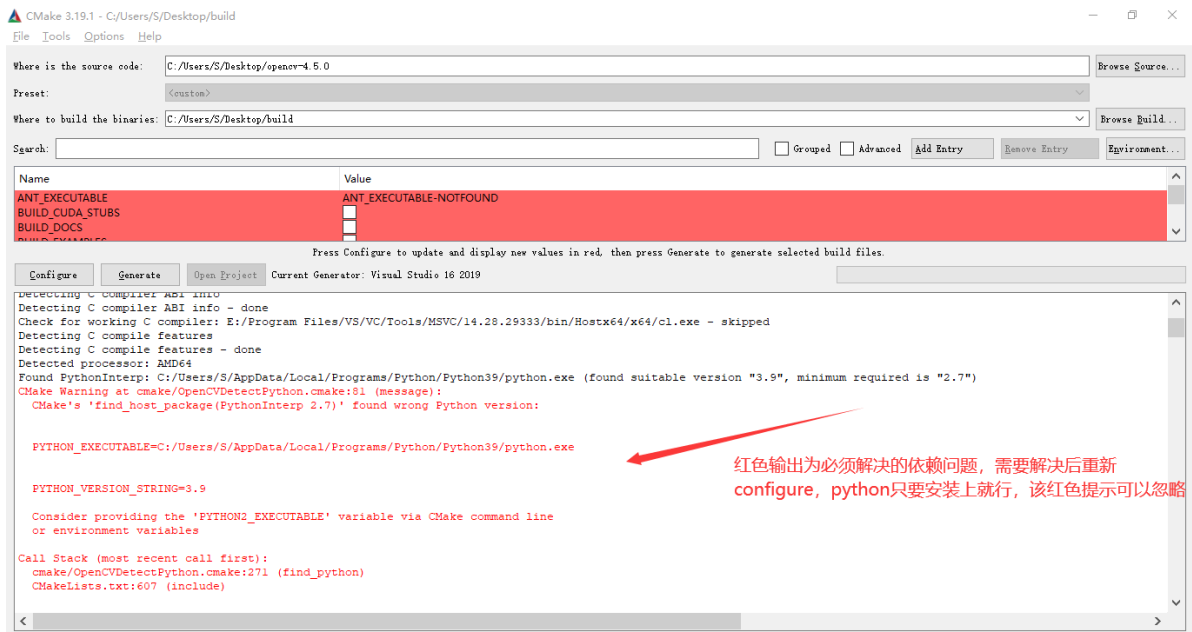 CMake 3.19.1 - C:/Users/S/Desktop/build
File Tools Options Help
Where is the source code: C:/Users/S/Desktop/opencv-4.5.0 Browse Source...
Preset: <custom>
Where to build the binaries: C:/Users/S/Desktop/build Browse Build...
Search: Grouped Advanced Add Entry Remove Entry Environment...
Name Value
ANT_EXECUTABLE ANT_EXECUTABLE-NOTFOUND
BUILD_CUDA_STUBS
BUILD_DOCS
BUILD_EXAMPLES
Press Configure to update and display new values in red, then press Generate to generate selected build files.
Configure Generate Open Project Current Generator: Visual Studio 16 2019
Detecting C compiler ABI info
Detecting C compiler ABI info - done
Check for working C compiler: E:/Program Files/VS/VC/Tools/MSVC/14.28.29333/bin/Hostx64/x64/cl.exe - skipped
Detecting C compile features
Detecting C compile features - done
Detected processor: AMD64
Found PythonInterp: C:/Users/S/AppData/Local/Programs/Python/Python39/python.exe (found suitable version "3.9", minimum required is "2.7")
CMake Warning at cmake/OpenCVDetectPython.cmake:81 (message):
CMake's 'find_host_package(PythonInterp 2.7)' found wrong Python version:
PYTHON_EXECUTABLE=C:/Users/S/AppData/Local/Programs/Python/Python39/python.exe
PYTHON_VERSION_STRING=3.9
Consider providing the 'PYTHON2_EXECUTABLE' variable via CMake command line
or environment variables
Call Stack (most recent call first):
cmake/OpenCVDetectPython.cmake:271 (find_python)
CMakeLists.txt:607 (include)
红色输出为必须解决的依赖问题，需要解决后重新
configure，python只要安装上就行，该红色提示可以忽略